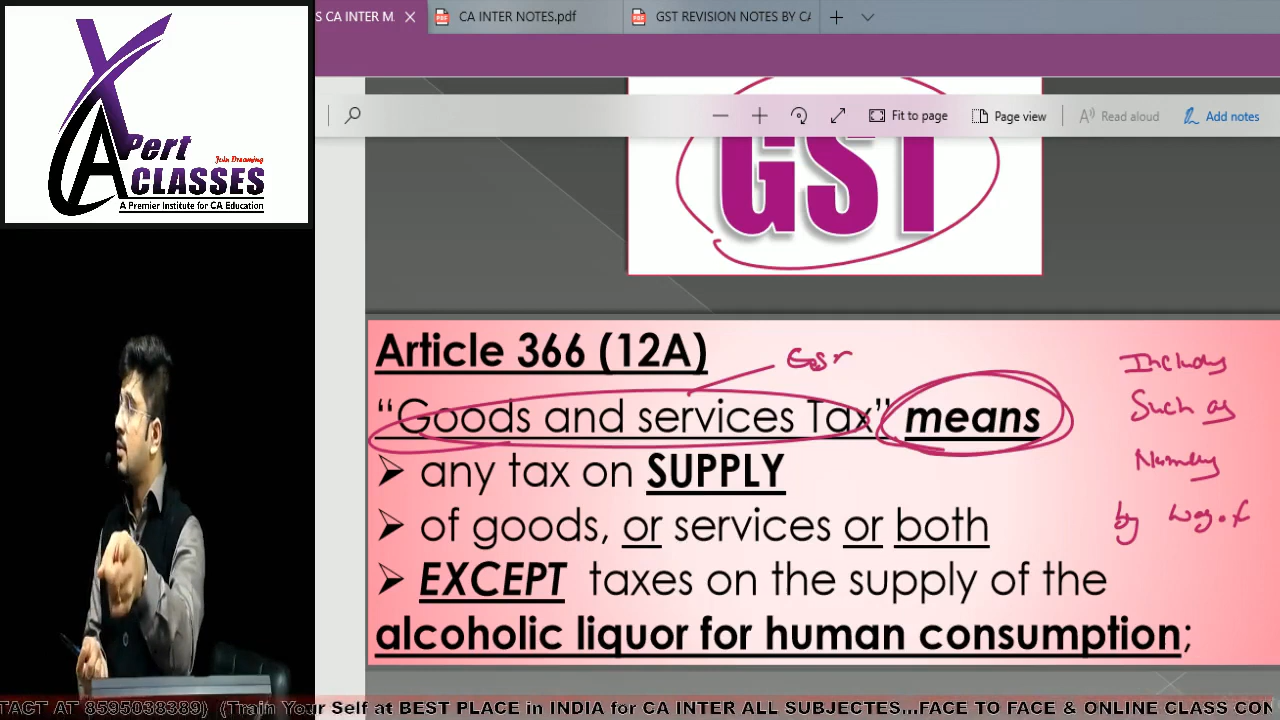 S CA INTER M.
CA INTER NOTES.pdf
GST REVISION NOTES BY CA
XPert
Join Dreaming
CA CLASSES
A Premier Institute for CA Education
Fit to page
Page view
Read aloud
Add notes
GST
Article 366 (12A)
Gst
“Goods and services Tax” means
➢ any tax on SUPPLY
➢ of goods, or services or both
➢ EXCEPT taxes on the supply of the
alcoholic liquor for human consumption;
Includes
Such as
Namely
by way of
TACT AT 8595038389) (Train Your Self at BEST PLACE in INDIA for CA INTER ALL SUBJECTES...FACE TO FACE & ONLINE CLASS CON